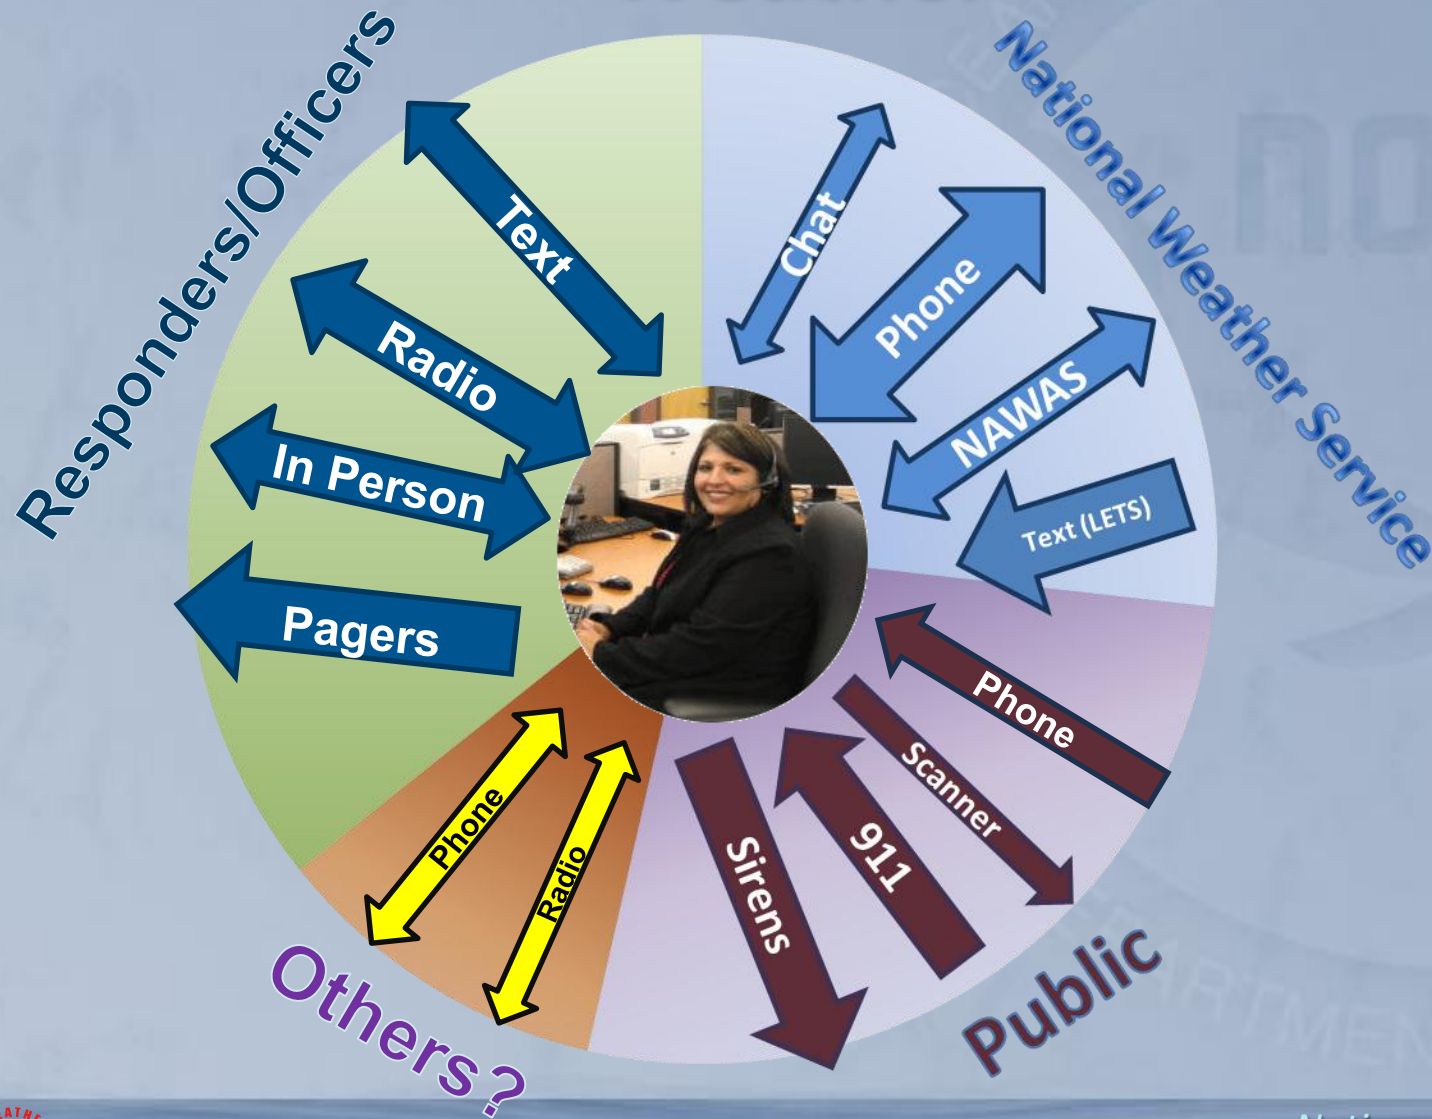 Responders/Officers
Text
Radio
In Person
Pagers
National Weather Service
Chat
Phone
NAWAS
Text (LETS)
Public
Phone
Scanner
911
Sirens
Others?
Phone
Radio